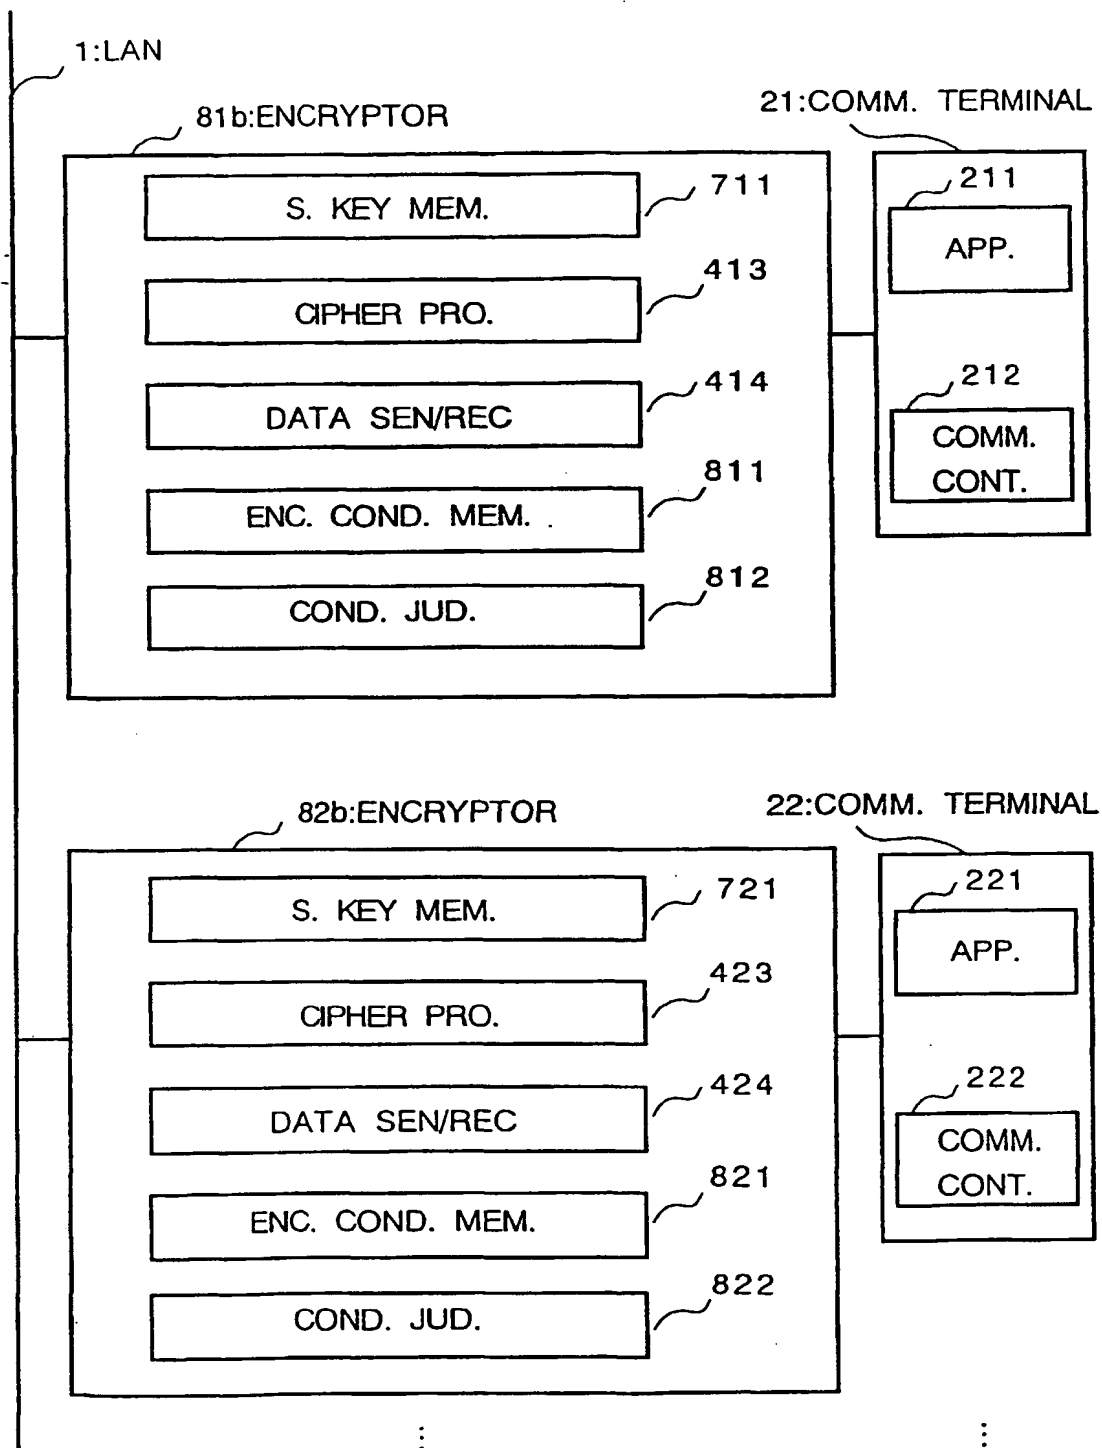 1:LAN
81b:ENCRYPTOR
21:COMM. TERMINAL
S. KEY MEM.
711
CIPHER PRO.
413
DATA SEN/REC
414
ENC. COND. MEM.
811
COND. JUD.
812
211
APP.
212
COMM.
CONT.
82b:ENCRYPTOR
22:COMM. TERMINAL
S. KEY MEM.
721
CIPHER PRO.
423
DATA SEN/REC
424
ENC. COND. MEM.
821
COND. JUD.
822
221
APP.
222
COMM.
CONT.